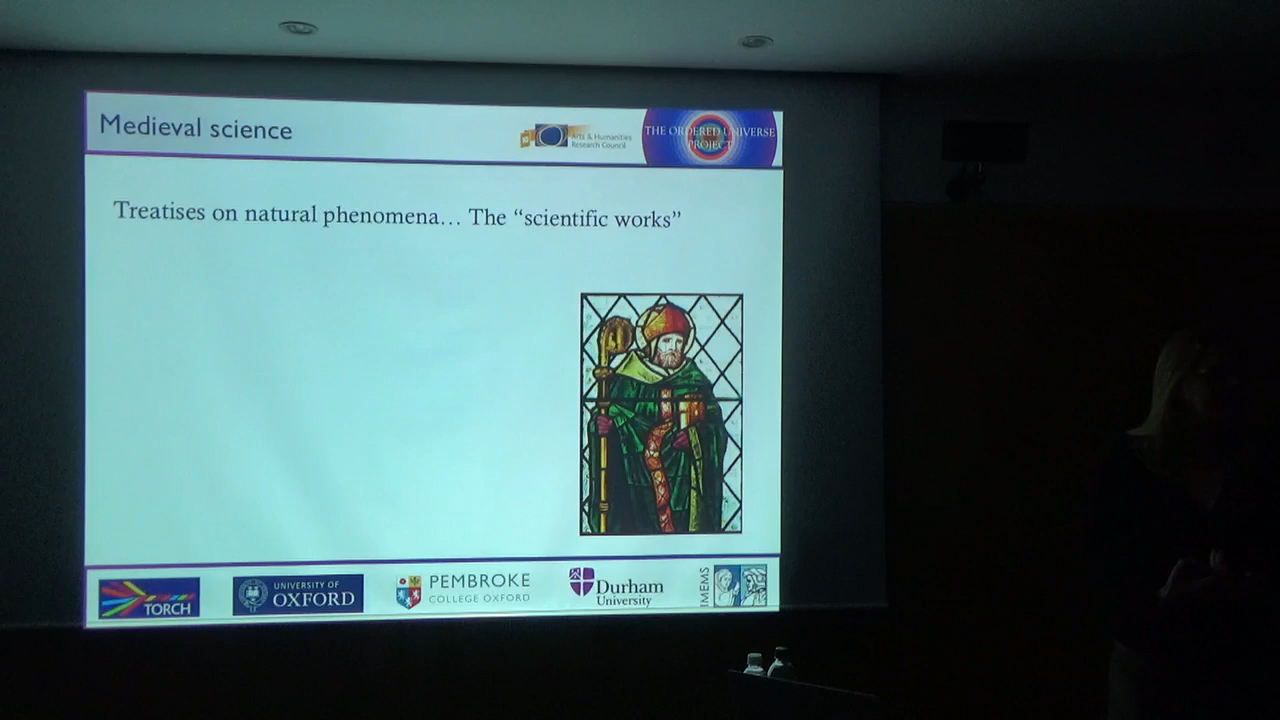 Medieval science
Arts & Humanities
Research Council
THE ORDERED UNIVERSE
PROJECT
Treatises on natural phenomena… The “scientific works”
TORCH
UNIVERSITY OF
OXFORD
PEMBROKE
COLLEGE OXFORD
Durham
University
IMEMS